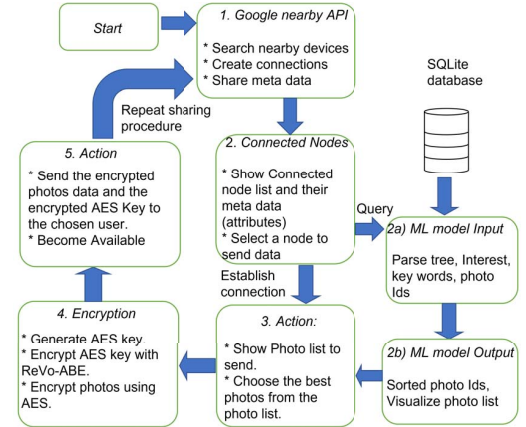 Start
1. Google nearby API
* Search nearby devices
* Create connections
* Share meta data
SQLite
database
Repeat sharing
procedure
5. Action
* Send the encrypted
photos data and the
encrypted AES Key to
the chosen user.
* Become Available
2. Connected Nodes
* Show Connected
node list and their
meta data
(attributes)
* Select a node to
send data
Query
2a) ML model Input
Parse tree, Interest,
key words, photo
Ids
Establish
connection
4. Encryption
* Generate AES key
* Encrypt AES key with
ReVo-ABE.
* Encrypt photos using
AES.
3. Action:
* Show Photo list to
send.
* Choose the best
photos from the
photo list.
2b) ML model Output
Sorted photo Ids,
Visualize photo list